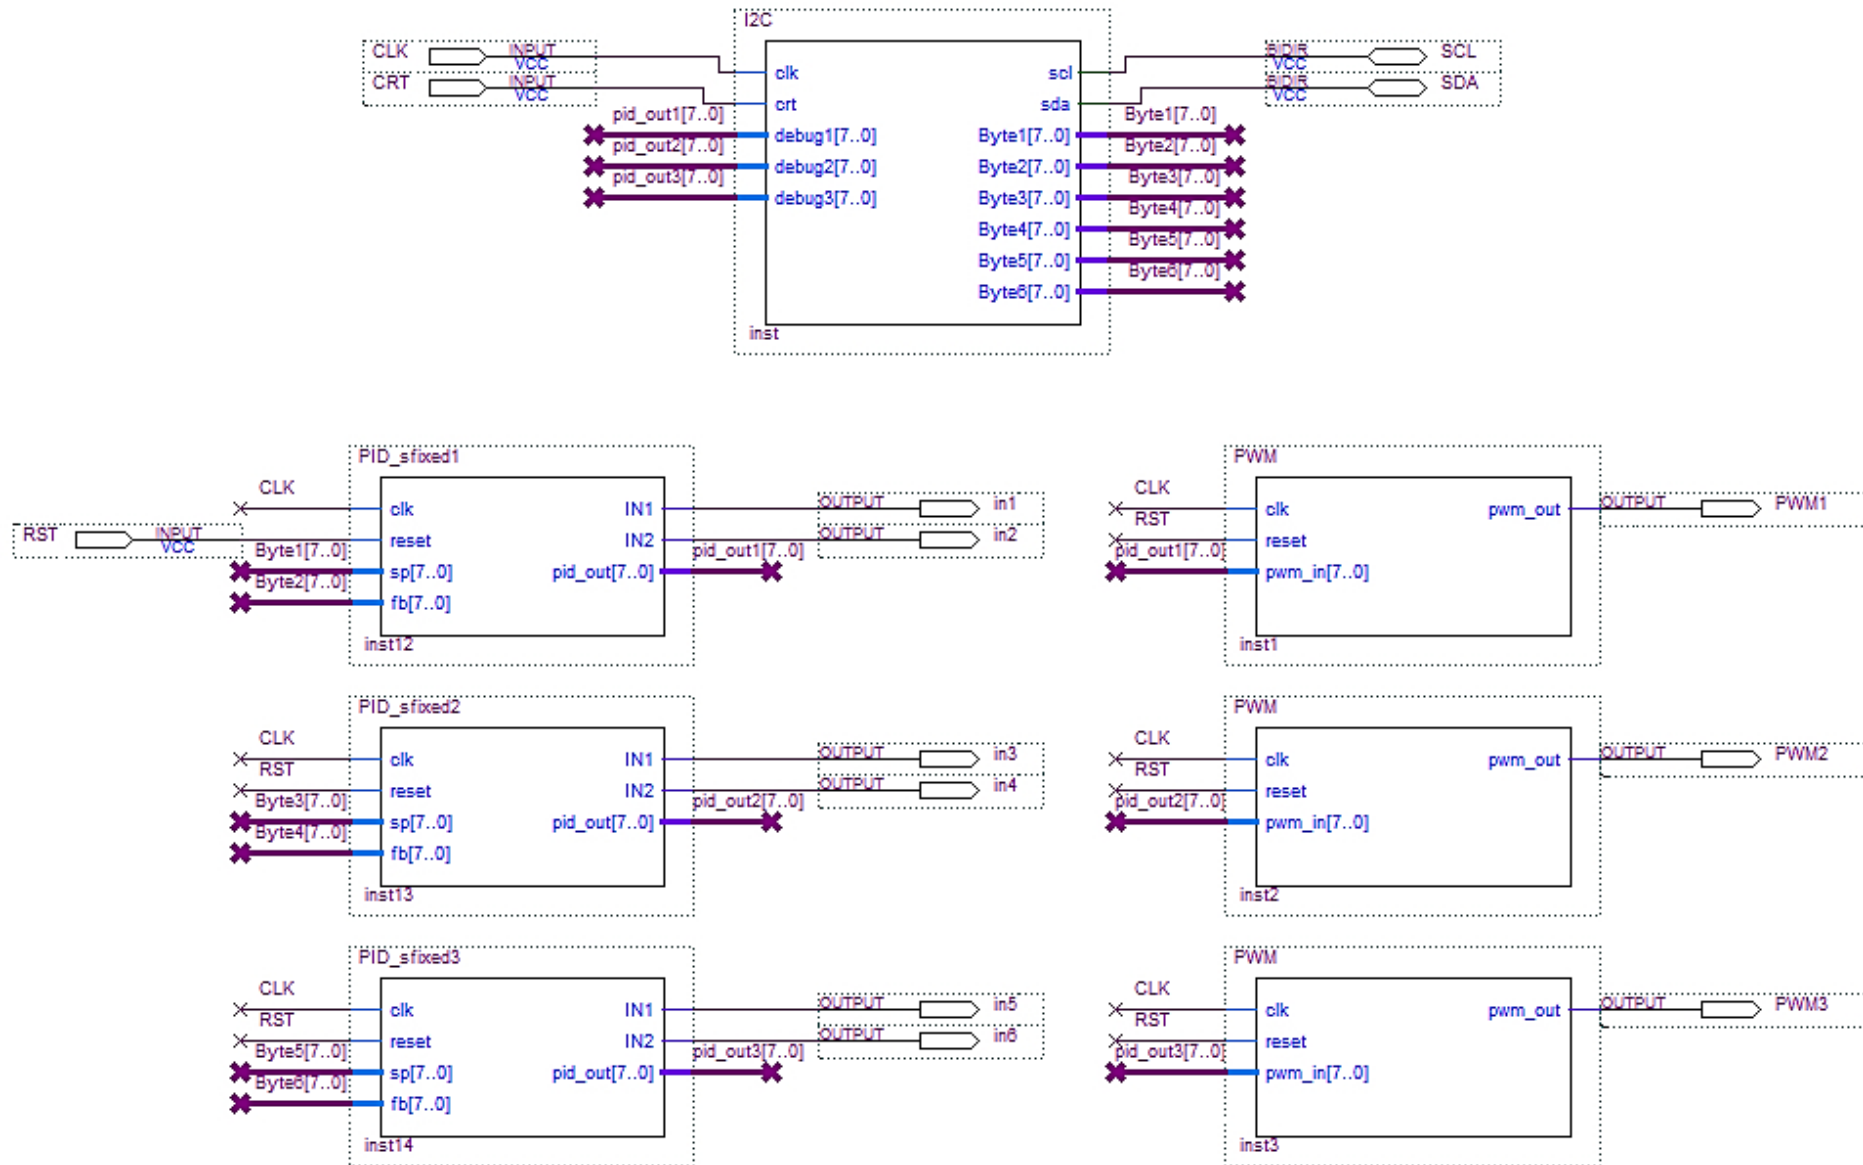 I2C
CLK INPUT VCC
CRT INPUT VCC
clk
crt
pid_out1[7..0]
debug1[7..0]
pid_out2[7..0]
debug2[7..0]
pid_out3[7..0]
debug3[7..0]
scl
sda
BIDIR VCC SCL
BIDIR VCC SDA
Byte1[7..0] Byte1[7..0]
Byte2[7..0] Byte2[7..0]
Byte3[7..0] Byte3[7..0]
Byte4[7..0] Byte4[7..0]
Byte5[7..0] Byte5[7..0]
Byte6[7..0] Byte6[7..0]
inst
PID_sfixed1
CLK
clk IN1 OUTPUT in1
RST INPUT VCC
reset IN2 OUTPUT in2
Byte1[7..0]
sp[7..0] pid_out[7..0] pid_out1[7..0]
Byte2[7..0]
fb[7..0]
inst12
PWM
CLK
clk pwm_out OUTPUT PWM1
RST
reset
pid_out1[7..0]
pwm_in[7..0]
inst1
PID_sfixed2
CLK
clk IN1 OUTPUT in3
RST
reset IN2 OUTPUT in4
Byte3[7..0]
sp[7..0] pid_out[7..0] pid_out2[7..0]
Byte4[7..0]
fb[7..0]
inst13
PWM
CLK
clk pwm_out OUTPUT PWM2
RST
reset
pid_out2[7..0]
pwm_in[7..0]
inst2
PID_sfixed3
CLK
clk IN1 OUTPUT in5
RST
reset IN2 OUTPUT in6
Byte5[7..0]
sp[7..0] pid_out[7..0] pid_out3[7..0]
Byte6[7..0]
fb[7..0]
inst14
PWM
CLK
clk pwm_out OUTPUT PWM3
RST
reset
pid_out3[7..0]
pwm_in[7..0]
inst3